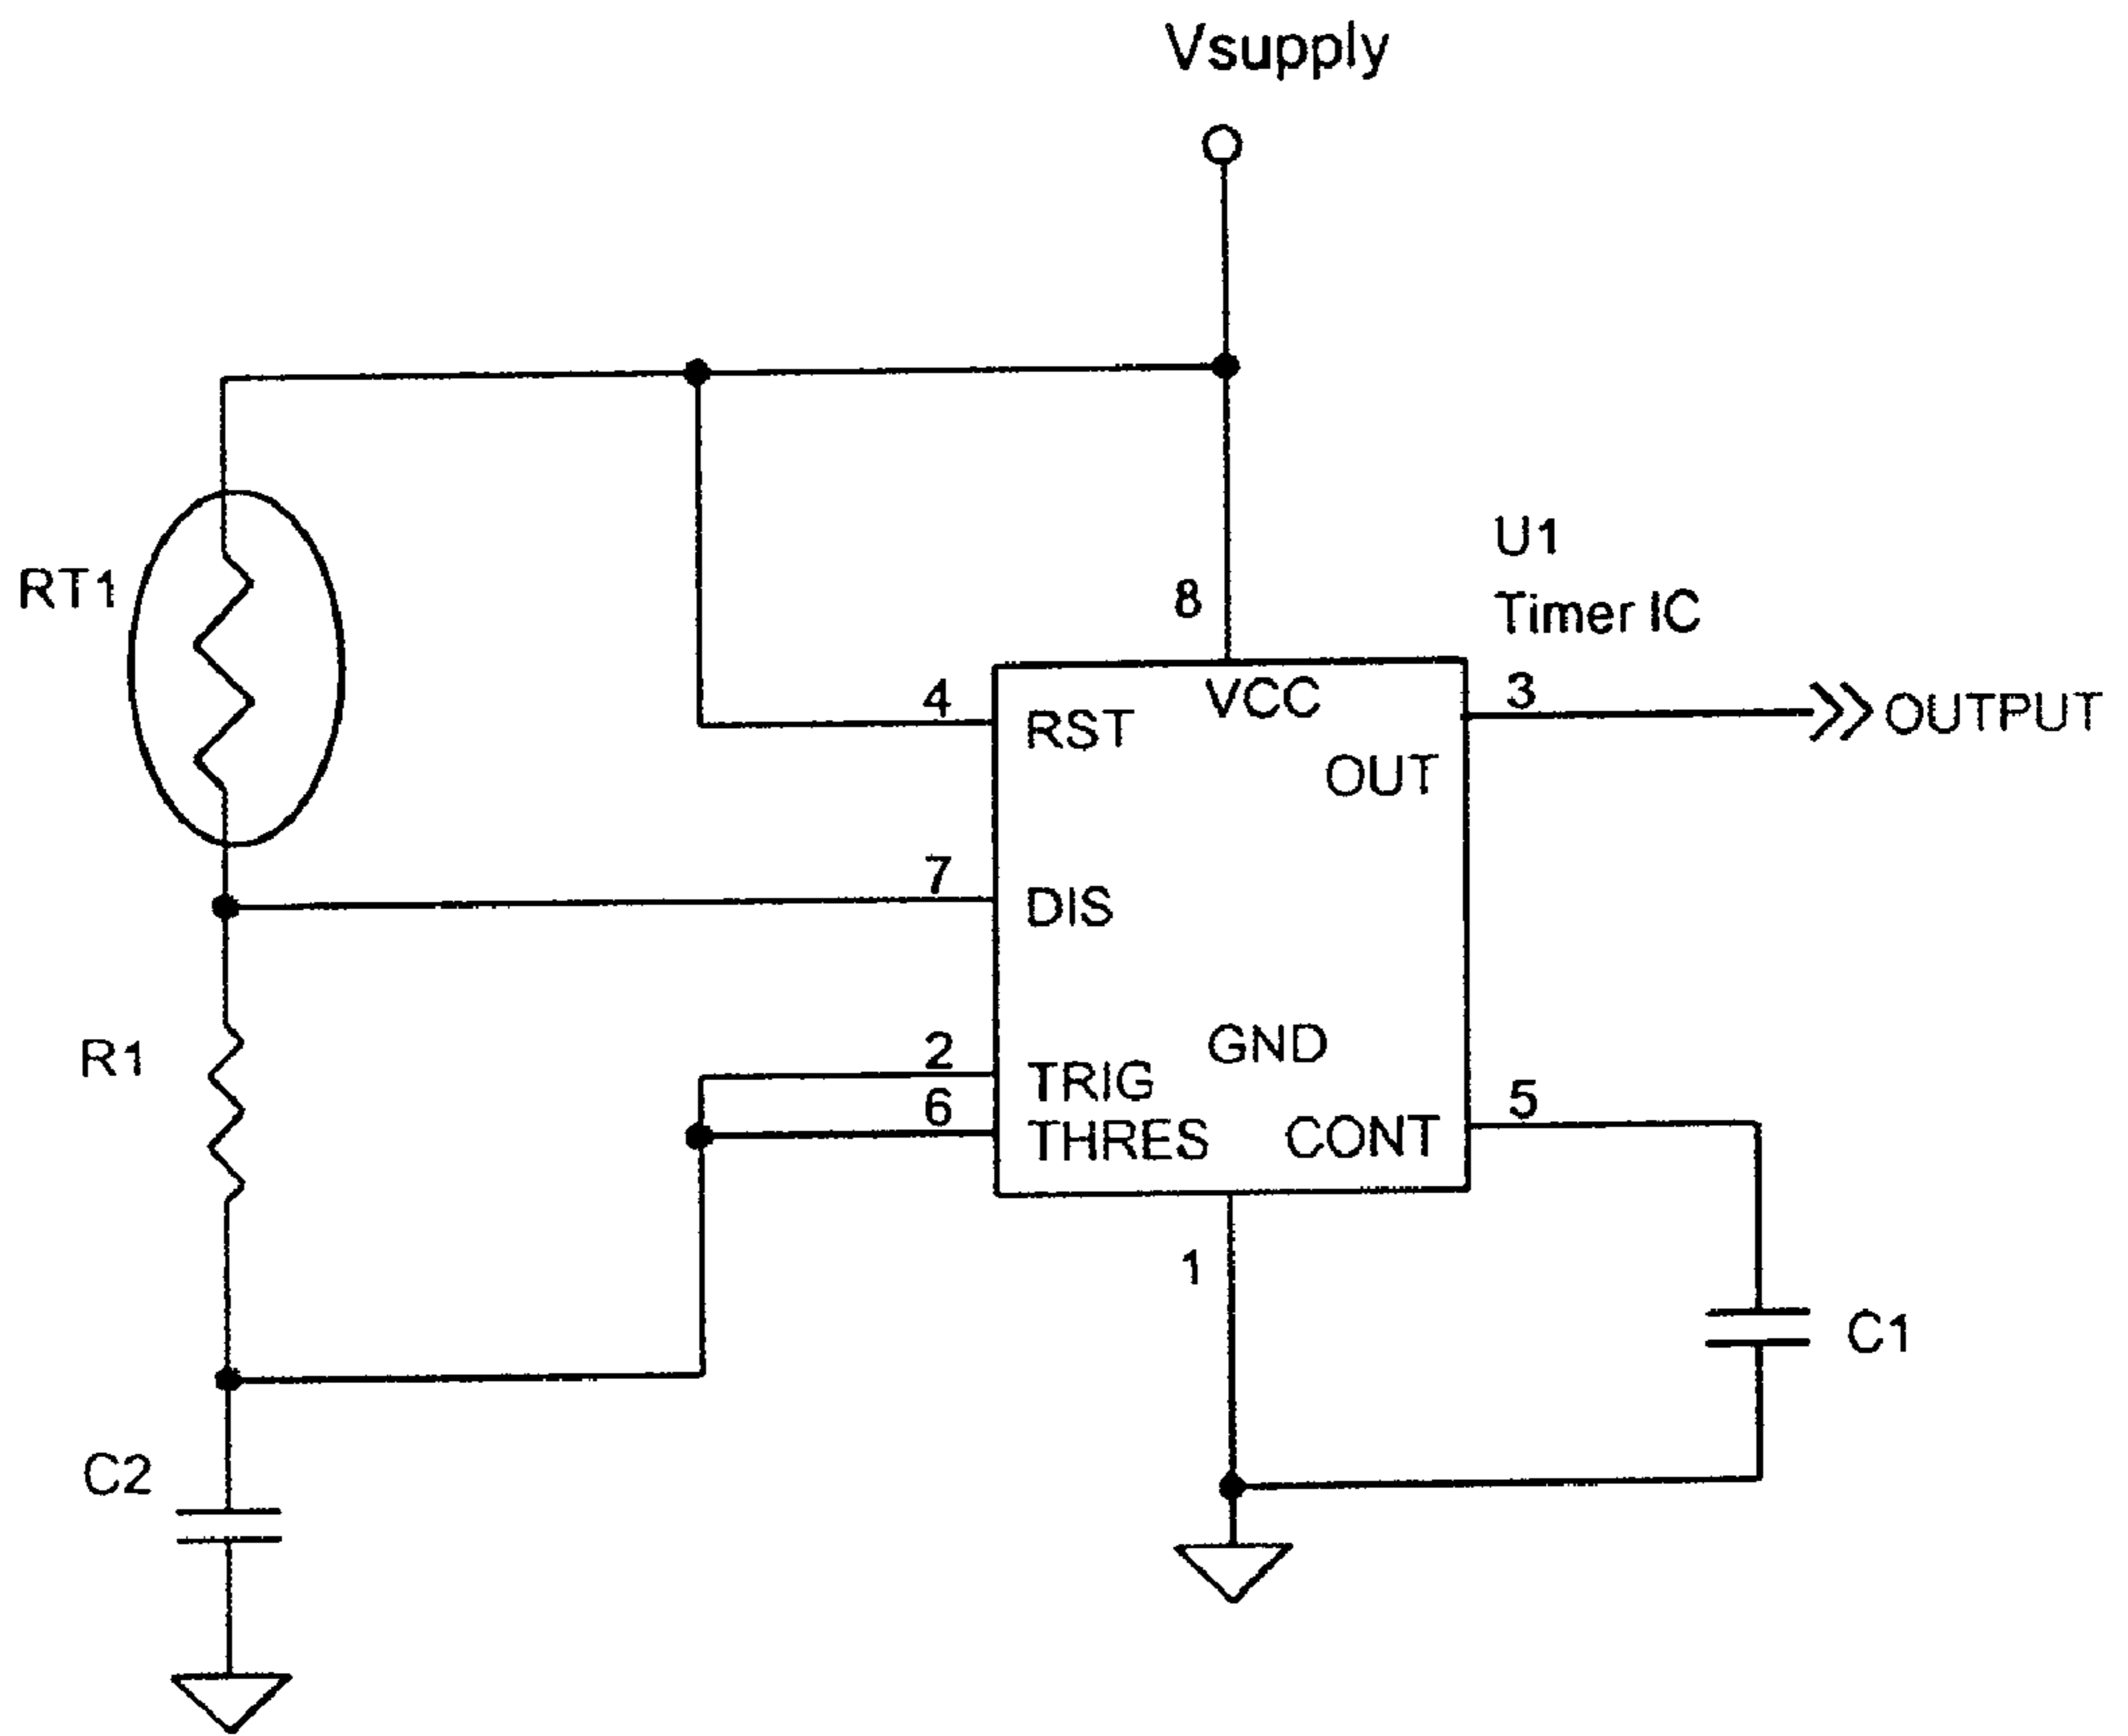 Vsupply
U1
Timer IC
RT1
8
4
VCC
3
RST
OUT
OUTPUT
7
DIS
R1
2
GND
TRIG
6
5
THRES
CONT
1
C1
C2